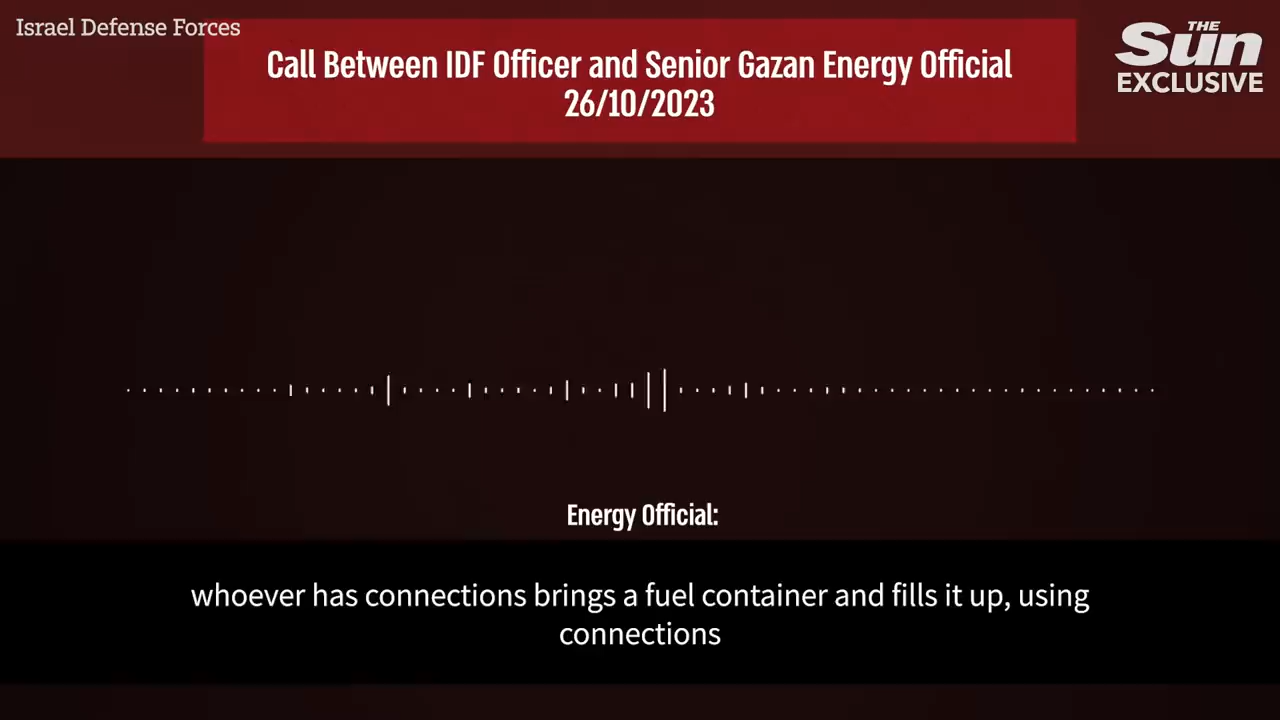 Israel Defense Forces
Call Between IDF Officer and Senior Gazan Energy Official
26/10/2023
THE
Sun
EXCLUSIVE
Energy Official:
whoever has connections brings a fuel container and fills it up, using
connections